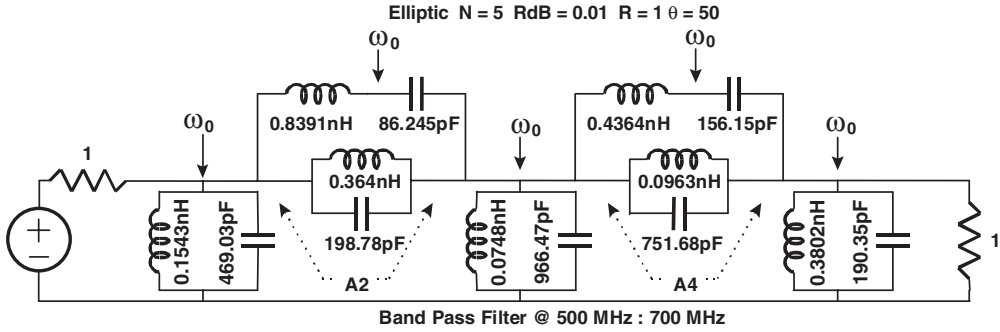 Elliptic N = 5 RdB = 0.01 R = 1 θ = 50
ω0
ω0
0.8391nH
86.245pF
0.4364nH
156.15pF
ω0
ω0
ω0
1
0.364nH
0.0963nH
198.78pF
751.68pF
0.1543nH
469.03pF
0.0748nH
966.47pF
0.3802nH
190.35pF
1
A2
A4
Band Pass Filter @ 500 MHz : 700 MHz